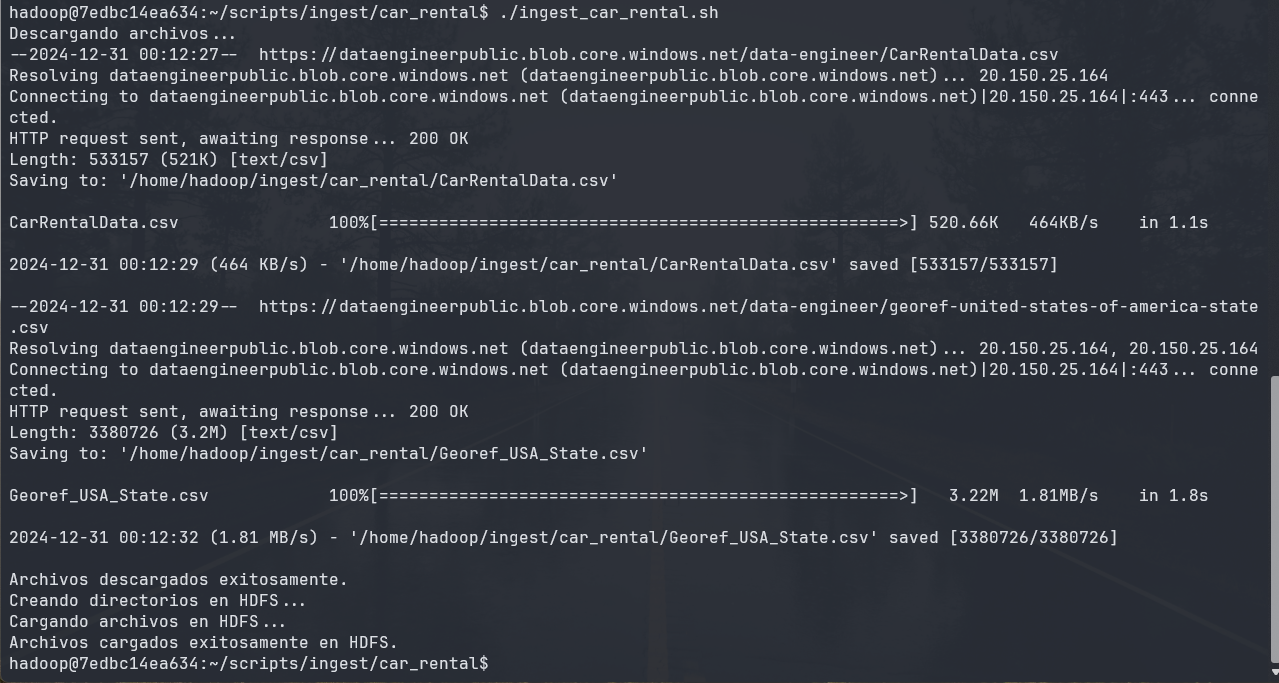 hadoop@7edbc14ea634:~/scripts/ingest/car_rental$ ./ingest_car_rental.sh
Descargando archivos...
--2024-12-31 00:12:27--  https://dataengineerpublic.blob.core.windows.net/data-engineer/CarRentalData.csv
Resolving dataengineerpublic.blob.core.windows.net (dataengineerpublic.blob.core.windows.net)... 20.150.25.164
Connecting to dataengineerpublic.blob.core.windows.net (dataengineerpublic.blob.core.windows.net)|20.150.25.164|:443... conne
cted.
HTTP request sent, awaiting response... 200 OK
Length: 533157 (521K) [text/csv]
Saving to: '/home/hadoop/ingest/car_rental/CarRentalData.csv'

CarRentalData.csv               100%[====================================================>] 520.66K   464KB/s    in 1.1s

2024-12-31 00:12:29 (464 KB/s) - '/home/hadoop/ingest/car_rental/CarRentalData.csv' saved [533157/533157]

--2024-12-31 00:12:29--  https://dataengineerpublic.blob.core.windows.net/data-engineer/georef-united-states-of-america-state
.csv
Resolving dataengineerpublic.blob.core.windows.net (dataengineerpublic.blob.core.windows.net)... 20.150.25.164, 20.150.25.164
Connecting to dataengineerpublic.blob.core.windows.net (dataengineerpublic.blob.core.windows.net)|20.150.25.164|:443... conne
cted.
HTTP request sent, awaiting response... 200 OK
Length: 3380726 (3.2M) [text/csv]
Saving to: '/home/hadoop/ingest/car_rental/Georef_USA_State.csv'

Georef_USA_State.csv            100%[====================================================>]   3.22M  1.81MB/s    in 1.8s

2024-12-31 00:12:32 (1.81 MB/s) - '/home/hadoop/ingest/car_rental/Georef_USA_State.csv' saved [3380726/3380726]

Archivos descargados exitosamente.
Creando directorios en HDFS...
Cargando archivos en HDFS...
Archivos cargados exitosamente en HDFS.
hadoop@7edbc14ea634:~/scripts/ingest/car_rental$